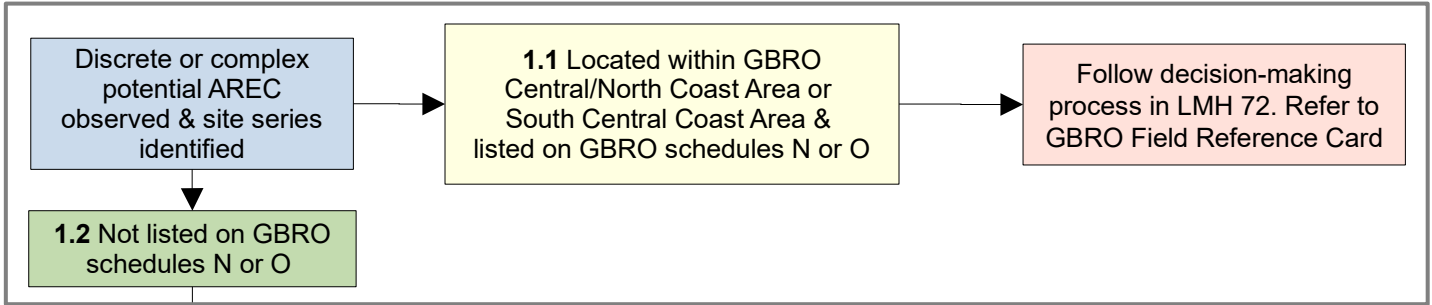 Discrete or complex
potential AREC
observed & site series
identified
1.1 Located within GBRO
Central/North Coast Area or
South Central Coast Area &
listed on GBRO schedules N or O
Follow decision-making
process in LMH 72. Refer to
GBRO Field Reference Card
1.2 Not listed on GBRO
schedules N or O